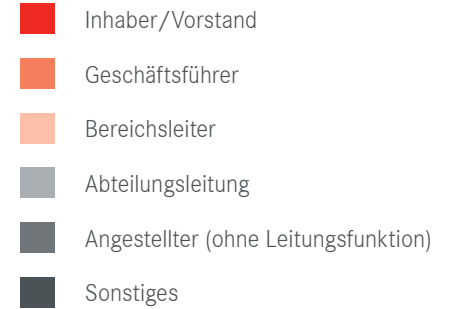 Inhaber/Vorstand
Geschäftsführer
Bereichsleiter
Abteilungsleitung
Angestellter (ohne Leitungsfunktion)
Sonstiges